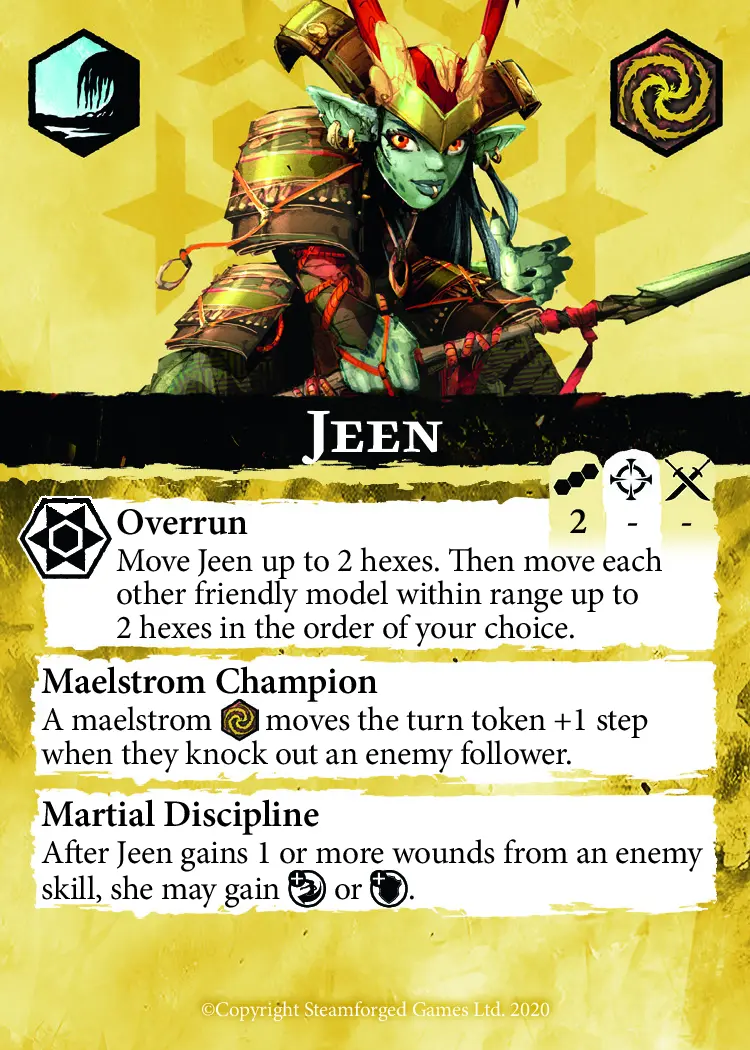 Jeen
2 - -
Overrun
Move Jeen up to 2 hexes. Then move each
other friendly model within range up to
2 hexes in the order of your choice.
Maelstrom Champion
A maelstrom moves the turn token +1 step
when they knock out an enemy follower.
Martial Discipline
After Jeen gains 1 or more wounds from an enemy
skill, she may gain or .
©Copyright Steamforged Games Ltd. 2020